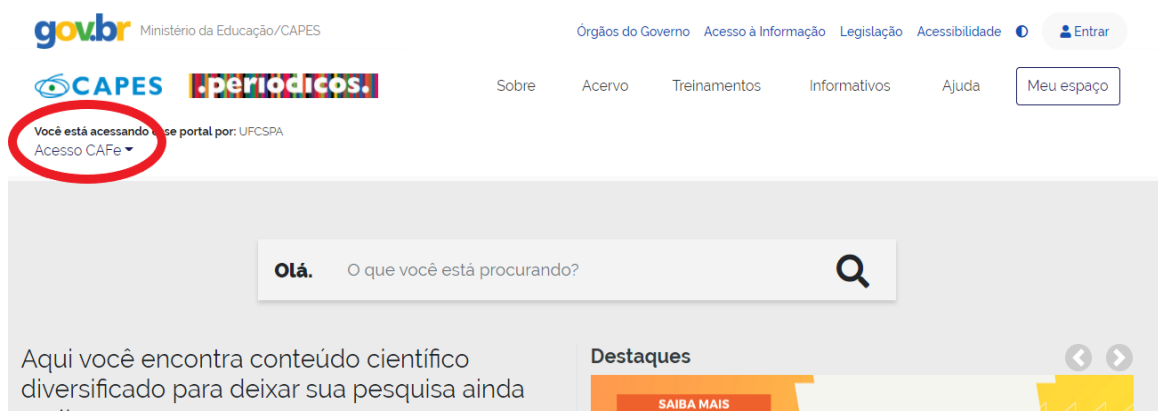 gov.br Ministério da Educação/CAPES
Órgãos do Governo Acesso à Informação Legislação Acessibilidade Entrar
CAPES .periodicos.
Sobre Acervo Treinamentos Informativos Ajuda Meu espaço
Você está acessando esse portal por: UFCSPA
Acesso CAFe
Olá. O que você está procurando?
Aqui você encontra conteúdo científico
diversificado para deixar sua pesquisa ainda
Destaques
SAIBA MAIS